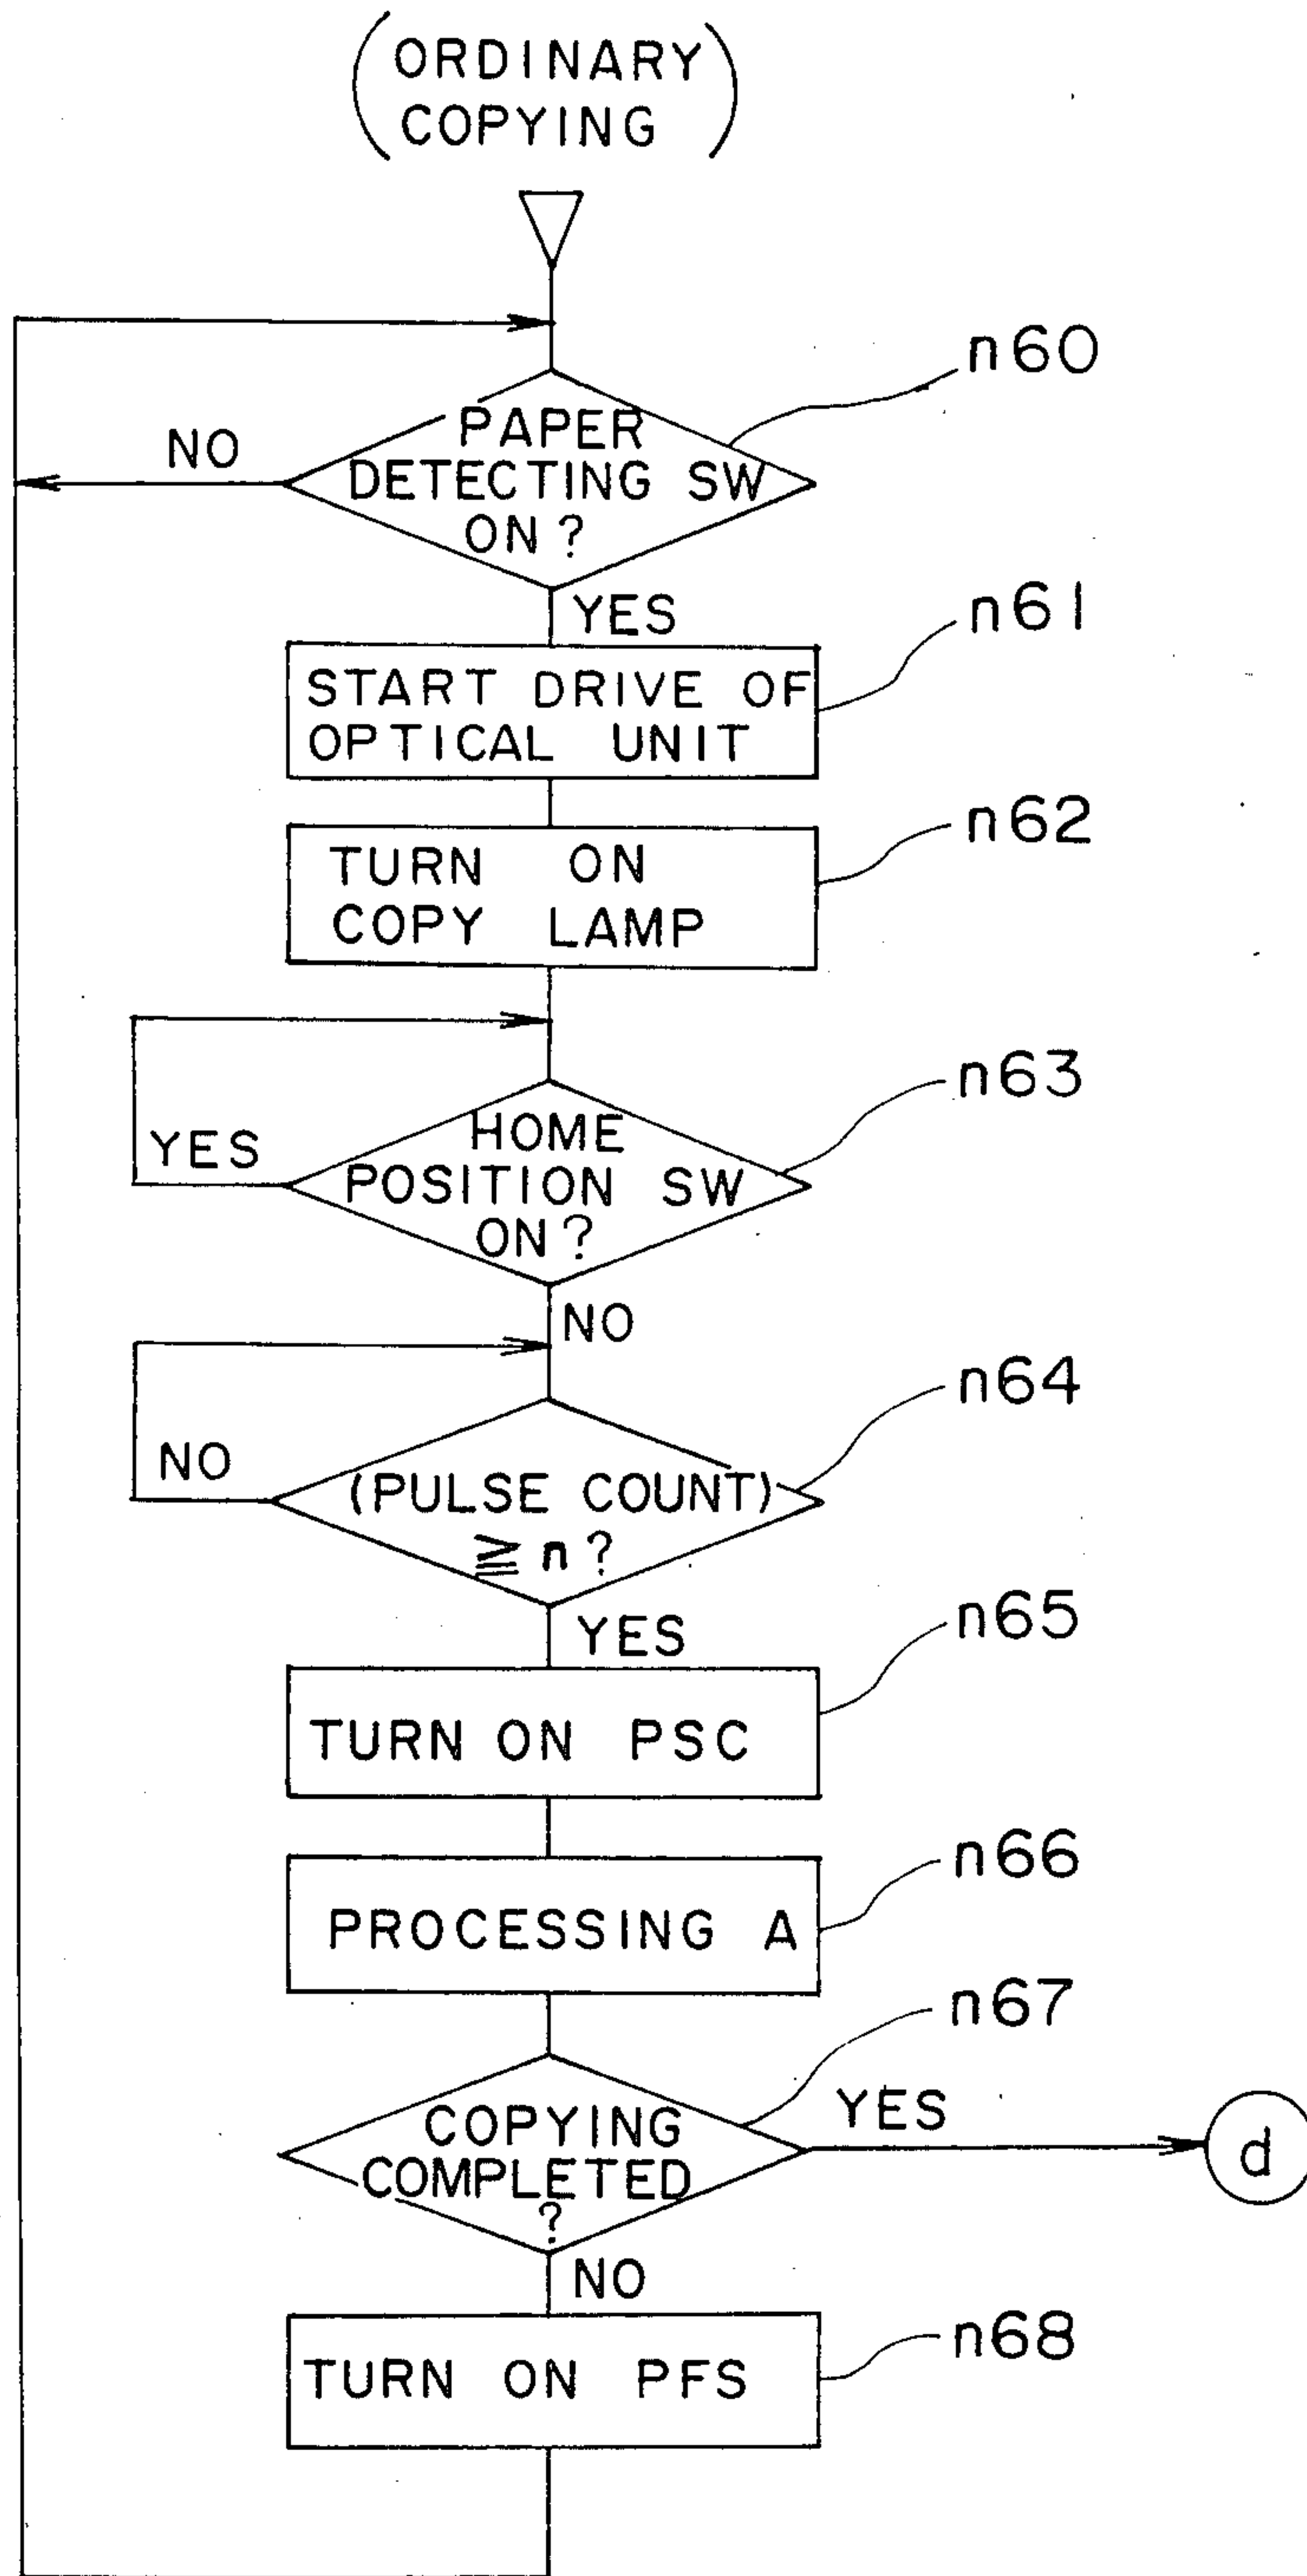 (ORDINARY
COPYING)
n60
PAPER
DETECTING SW
ON?
NO
YES
n61
START DRIVE OF
OPTICAL UNIT
n62
TURN ON
COPY LAMP
n63
HOME
POSITION SW
ON?
YES
NO
n64
(PULSE COUNT)
≧ n?
NO
YES
n65
TURN ON PSC
n66
PROCESSING A
n67
COPYING
COMPLETED
?
YES
d
NO
n68
TURN ON PFS